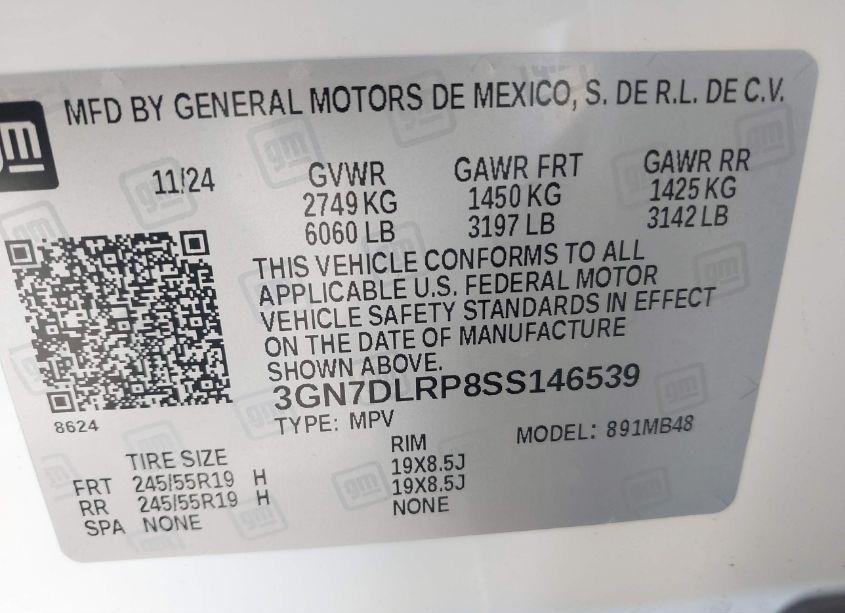 MFD BY GENERAL MOTORS DE MEXICO, S. DE R.L. DE C.V.
gm
11/24
GVWR
2749 KG
6060 LB
GAWR FRT
1450 KG
3197 LB
GAWR RR
1425 KG
3142 LB
THIS VEHICLE CONFORMS TO ALL
APPLICABLE U.S. FEDERAL MOTOR
VEHICLE SAFETY STANDARDS IN EFFECT
ON THE DATE OF MANUFACTURE
SHOWN ABOVE.
3GN7DLRP8SS146539
TYPE: MPV
MODEL: 891MB48
8624
TIRE SIZE
RIM
FRT 245/55R19 H 19X8.5J
RR 245/55R19 H 19X8.5J
SPA NONE NONE